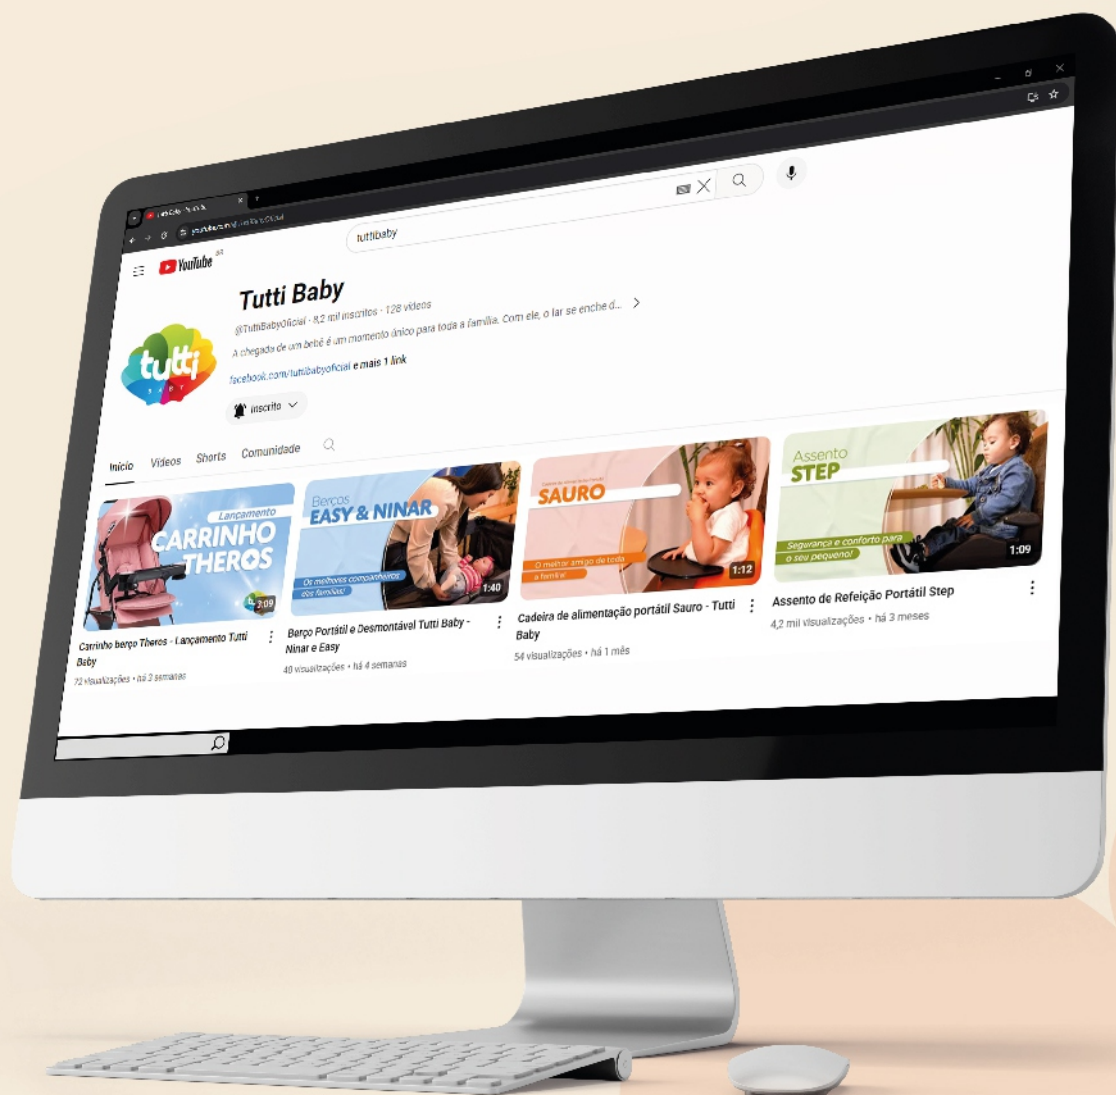 YouTube BR
tuttibaby
Tutti Baby
@TuttiBabyOficial · 8,2 mil inscritos · 128 vídeos
A chegada de um bebê é um momento único para toda a família. Com ele, o lar se enche d...
facebook.com/tuttibabyoficial e mais 1 link
inscrito
tutti
BABY
Início Vídeos Shorts Comunidade
Lançamento
CARRINHO
THEROS
3:09
Carrinho berço Theros - Lançamento Tutti
Baby
72 visualizações • há 3 semanas
Berços
EASY & NINAR
Os melhores companheiros
das famílias!
1:40
Berço Portátil e Desmontável Tutti Baby -
Ninar e Easy
40 visualizações • há 4 semanas
SAURO
O melhor amigo de toda
a família!
1:12
Cadeira de alimentação portátil Sauro - Tutti
Baby
54 visualizações • há 1 mês
Assento
STEP
Segurança e conforto para
o seu pequeno!
1:09
Assento de Refeição Portátil Step
4,2 mil visualizações • há 3 meses